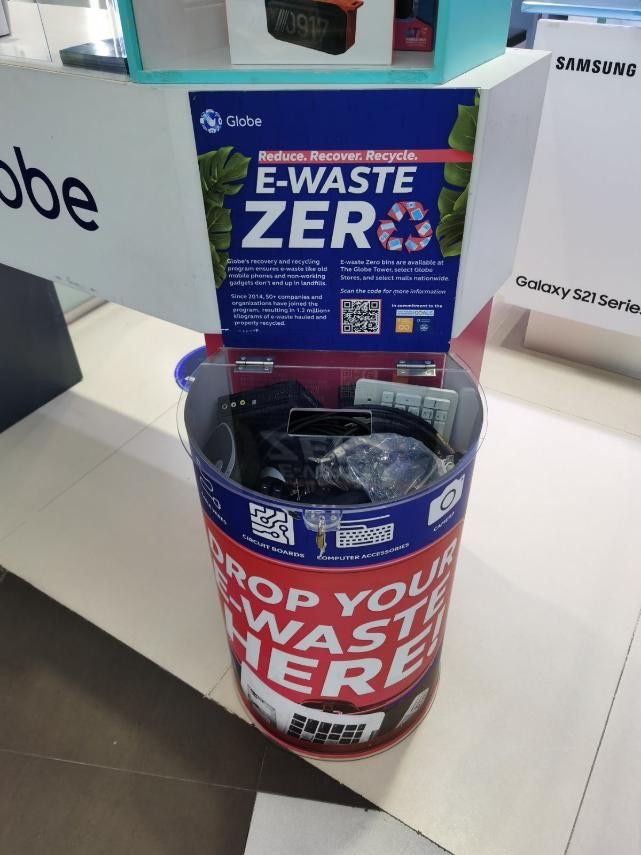 0917
SAMSUNG
Globe
obe
Reduce. Recover. Recycle.
E-WASTE
ZERO
Globe's recovery and recycling
program ensures e-waste like old
mobile phones and non-working
gadgets don't end up in landfills.
Since 2014, 50+ companies and
organizations have joined the
program, resulting in 1.2 million+
kilograms of e-waste hauled and
properly recycled.
E-waste Zero bins are available at
The Globe Tower, select Globe
Stores, and select malls nationwide.
Scan the code for more information
In commitment to the
Galaxy S21 Series
CIRCUIT BOARDS
COMPUTER ACCESSORIES
CAMERA
DROP YOUR
E-WASTE
HERE!